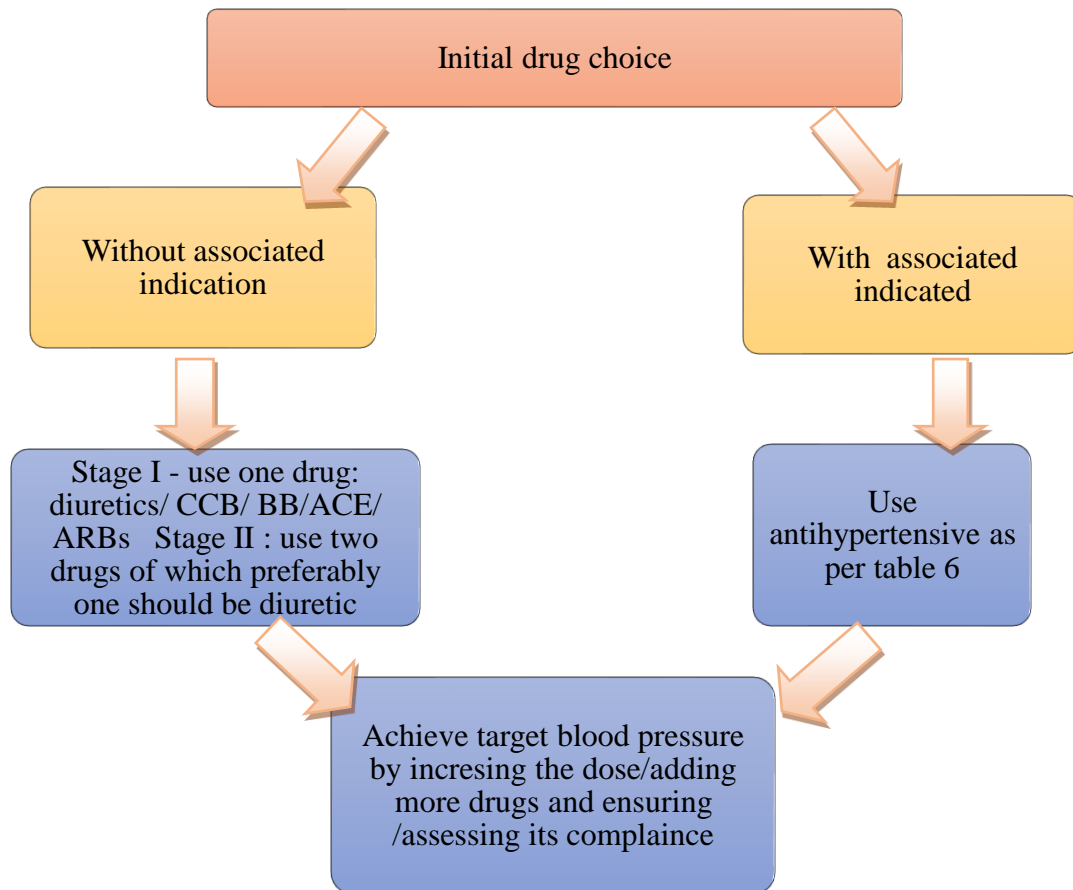 Initial drug choice
Without associated
indication
With associated
indicated
Stage I - use one drug:
diuretics/ CCB/ BB/ACE/
ARBs Stage II : use two
drugs of which preferably
one should be diuretic
Use
antihypertensive as
per table 6
Achieve target blood pressure
by incresing the dose/adding
more drugs and ensuring
/assessing its complaince